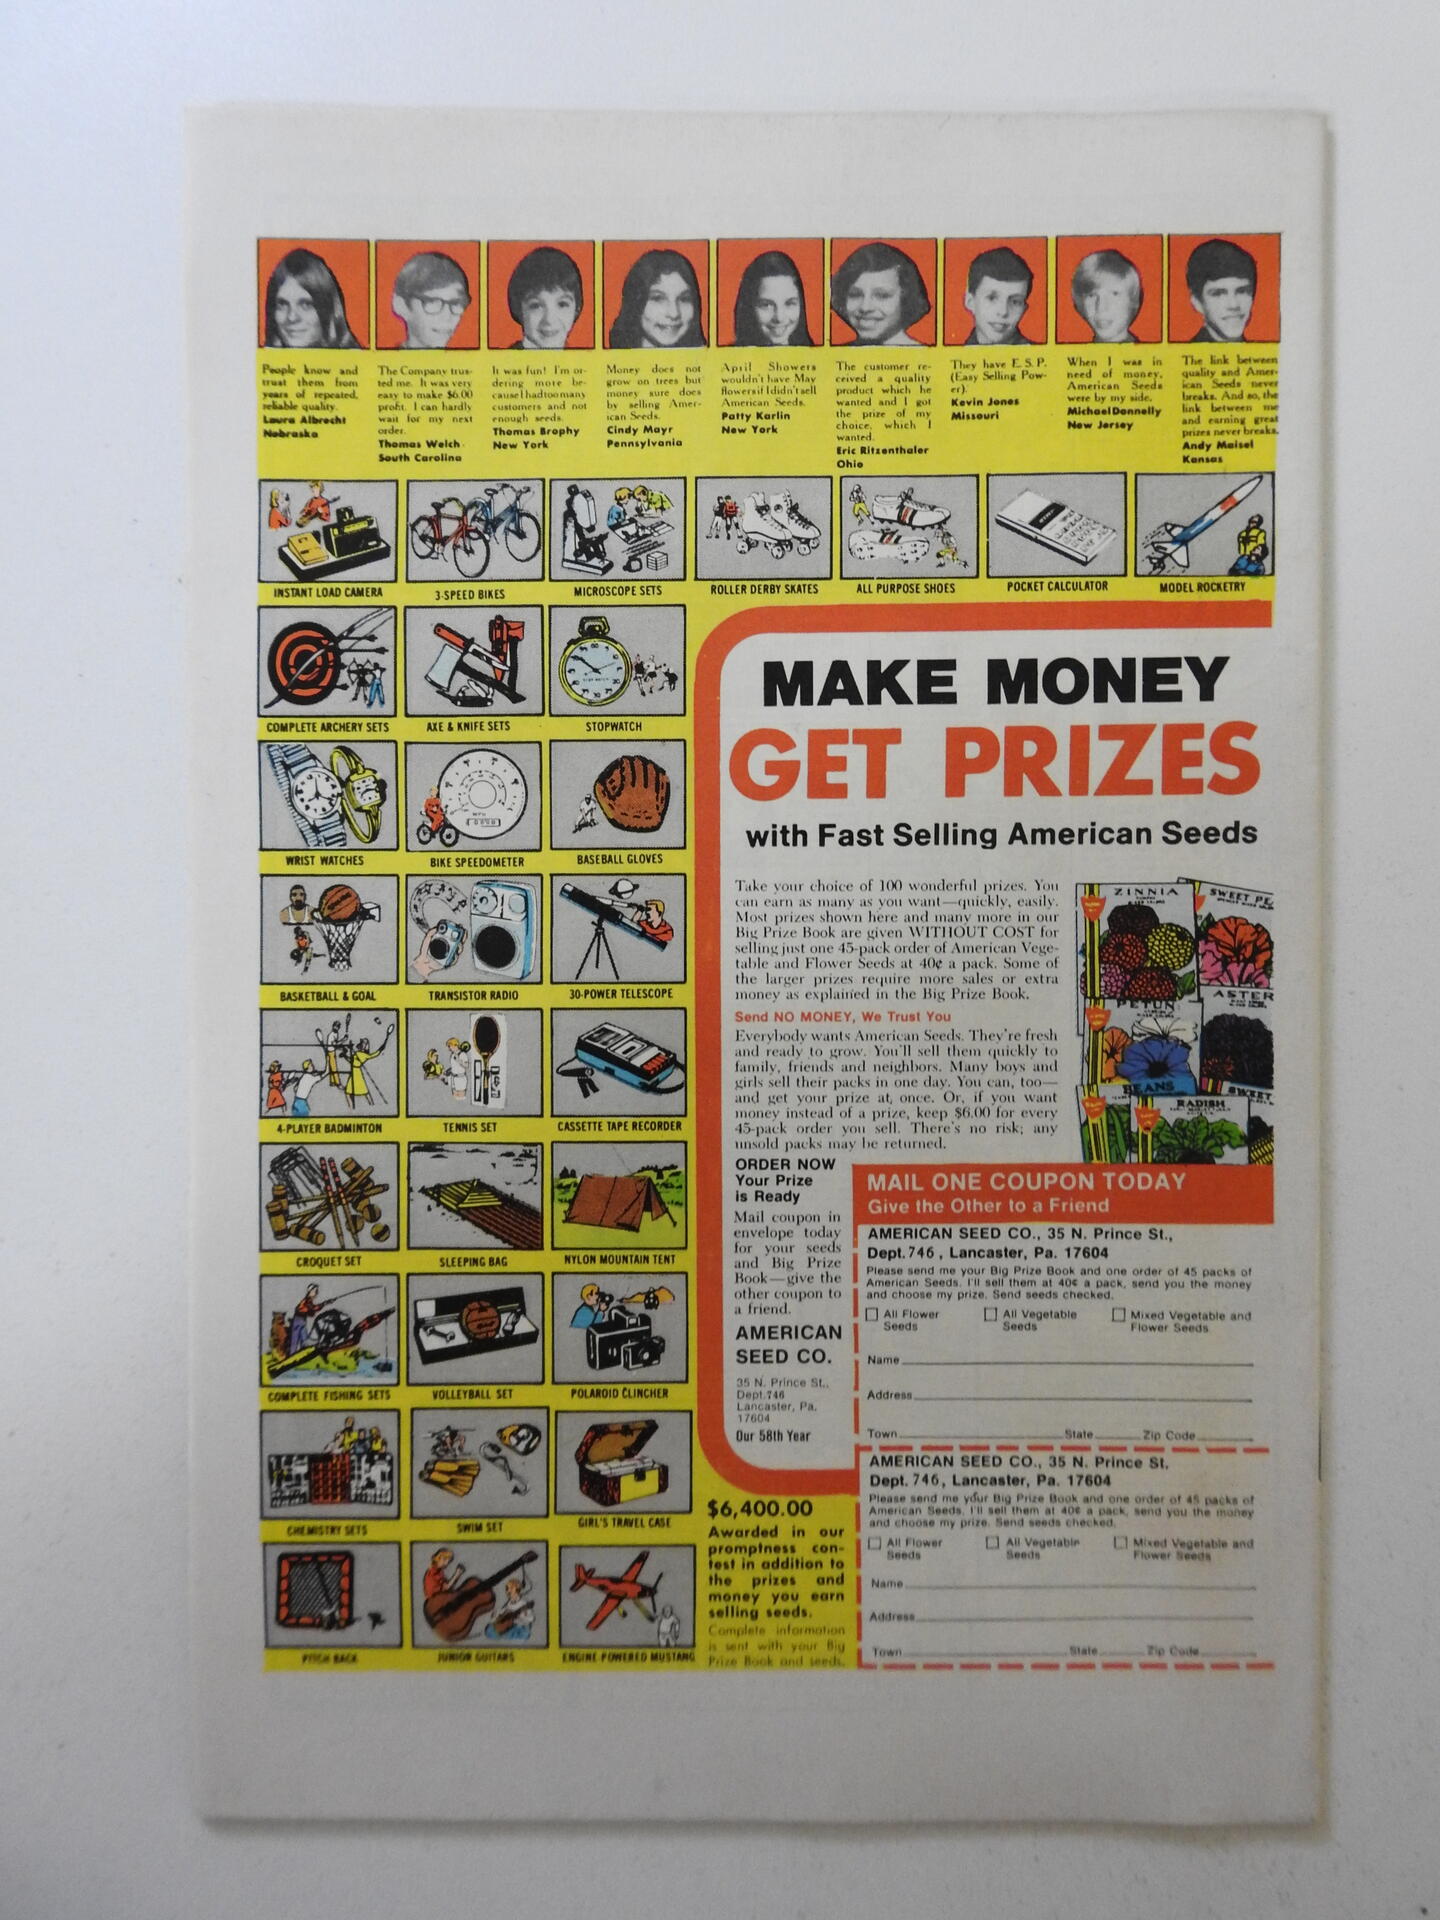 People know and
trust them from
years of repeated,
reliable quality.
Laura Albrecht
Nebraska
The Company trus-
ted me. It was very
easy to make $6.00
profit. I can hardly
wait for my next
order.
Thomas Welch
South Carolina
It was fun! I'm or-
dering more be-
cause I had too many
customers and not
enough seeds.
Thomas Brophy
New York
Money does not
grow on trees but
money sure does
by selling Amer-
ican Seeds.
Cindy Mayr
Pennsylvania
April Showers
wouldn't have May
flowers if I didn't sell
American Seeds.
Patty Karlin
New York
The customer re-
ceived a quality
product which he
wanted and I got
the prize of my
choice, which I
wanted.
Eric Ritzenthaler
Ohio
They have E.S.P.
(Easy Selling Pow-
er).
Kevin Jones
Missouri
When I was in
need of money,
American Seeds
were by my side.
Michael Donnelly
New Jersey
The link between
quality and Amer-
ican Seeds never
breaks. And so, the
link between me
and earning great
prizes never breaks.
Andy Maisel
Kansas
INSTANT LOAD CAMERA
3-SPEED BIKES
MICROSCOPE SETS
ROLLER DERBY SKATES
ALL PURPOSE SHOES
POCKET CALCULATOR
MODEL ROCKETRY
COMPLETE ARCHERY SETS
AXE & KNIFE SETS
STOPWATCH
WRIST WATCHES
BIKE SPEEDOMETER
BASEBALL GLOVES
BASKETBALL & GOAL
TRANSISTOR RADIO
30-POWER TELESCOPE
4-PLAYER BADMINTON
TENNIS SET
CASSETTE TAPE RECORDER
CROQUET SET
SLEEPING BAG
NYLON MOUNTAIN TENT
COMPLETE FISHING SETS
VOLLEYBALL SET
POLAROID CLINCHER
CHEMISTRY SETS
SWIM SET
GIRL'S TRAVEL CASE
PITCH BACK
JUNIOR GUITARS
ENGINE POWERED MUSTANG
MAKE MONEY
GET PRIZES
with Fast Selling American Seeds
Take your choice of 100 wonderful prizes. You
can earn as many as you want—quickly, easily.
Most prizes shown here and many more in our
Big Prize Book are given WITHOUT COST for
selling just one 45-pack order of American Vege-
table and Flower Seeds at 40¢ a pack. Some of
the larger prizes require more sales or extra
money as explained in the Big Prize Book.
Send NO MONEY, We Trust You
Everybody wants American Seeds. They're fresh
and ready to grow. You'll sell them quickly to
family, friends and neighbors. Many boys and
girls sell their packs in one day. You can, too—
and get your prize at once. Or, if you want
money instead of a prize, keep $6.00 for every
45-pack order you sell. There's no risk; any
unsold packs may be returned.
ZINNIA
SWEET PE
PETUN
ASTER
BEANS
RADISH
SWEET
ORDER NOW
Your Prize
is Ready
Mail coupon in
envelope today
for your seeds
and Big Prize
Book—give the
other coupon to
a friend.
AMERICAN
SEED CO.
35 N. Prince St.,
Dept.746
Lancaster, Pa.
17604
Our 58th Year
$6,400.00
Awarded in our
promptness con-
test in addition to
the prizes and
money you earn
selling seeds.
Complete information
is sent with your Big
Prize Book and seeds.
MAIL ONE COUPON TODAY
Give the Other to a Friend
AMERICAN SEED CO., 35 N. Prince St.,
Dept. 746, Lancaster, Pa. 17604
Please send me your Big Prize Book and one order of 45 packs of
American Seeds. I'll sell them at 40¢ a pack, send you the money
and choose my prize. Send seeds checked.
All Flower Seeds
All Vegetable Seeds
Mixed Vegetable and Flower Seeds
Name
Address
Town State Zip Code
AMERICAN SEED CO., 35 N. Prince St,
Dept. 746, Lancaster, Pa. 17604
Please send me your Big Prize Book and one order of 45 packs of
American Seeds. I'll sell them at 40¢ a pack, send you the money
and choose my prize. Send seeds checked.
All Flower Seeds
All Vegetable Seeds
Mixed Vegetable and Flower Seeds
Name
Address
Town State Zip Code